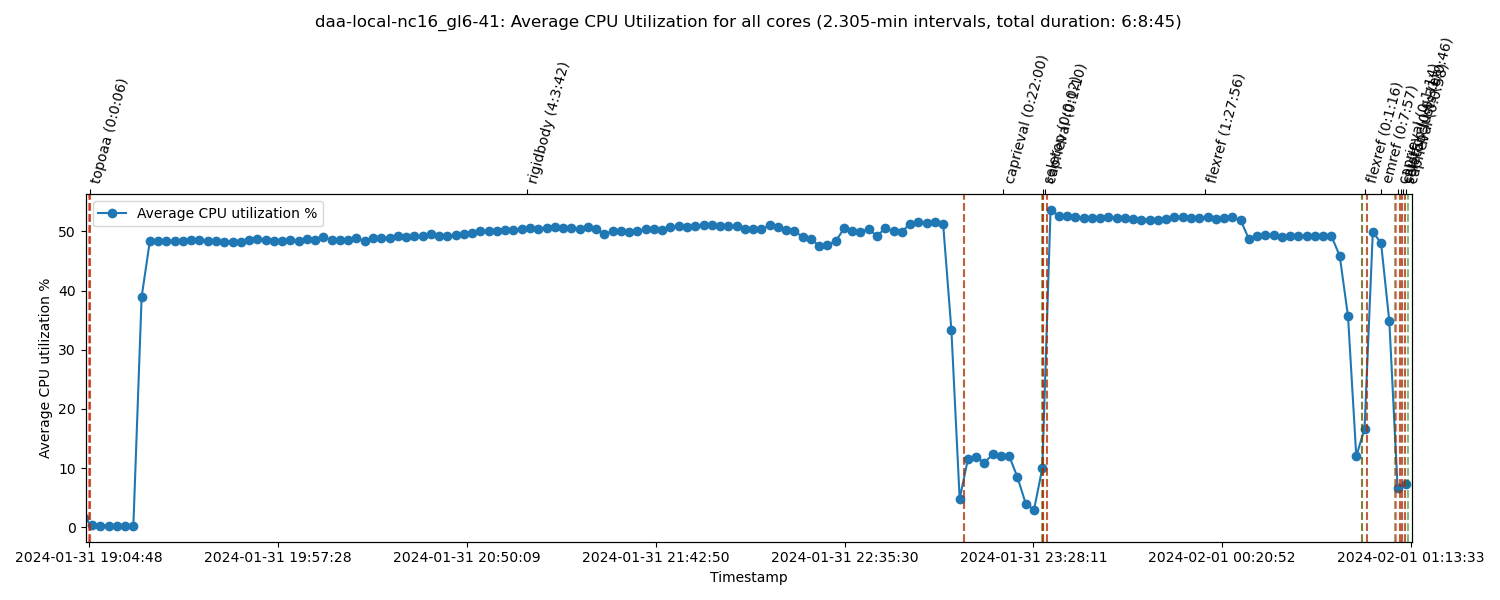 daa-local-nc16_gl6-41: Average CPU Utilization for all cores (2.305-min intervals, total duration: 6:8:45)
topoaa (0:0:06)
rigidbody (4:3:42)
caprieval (0:22:00)
caprieval (0:1:10)
flexref (1:27:56)
flexref (0:1:16)
emref (0:7:57)
Average CPU utilization %
Average CPU utilization %
50
40
30
20
10
0
2024-01-31 19:04:48
2024-01-31 19:57:28
2024-01-31 20:50:09
2024-01-31 21:42:50
2024-01-31 22:35:30
2024-01-31 23:28:11
2024-02-01 00:20:52
2024-02-01 01:13:33
Timestamp